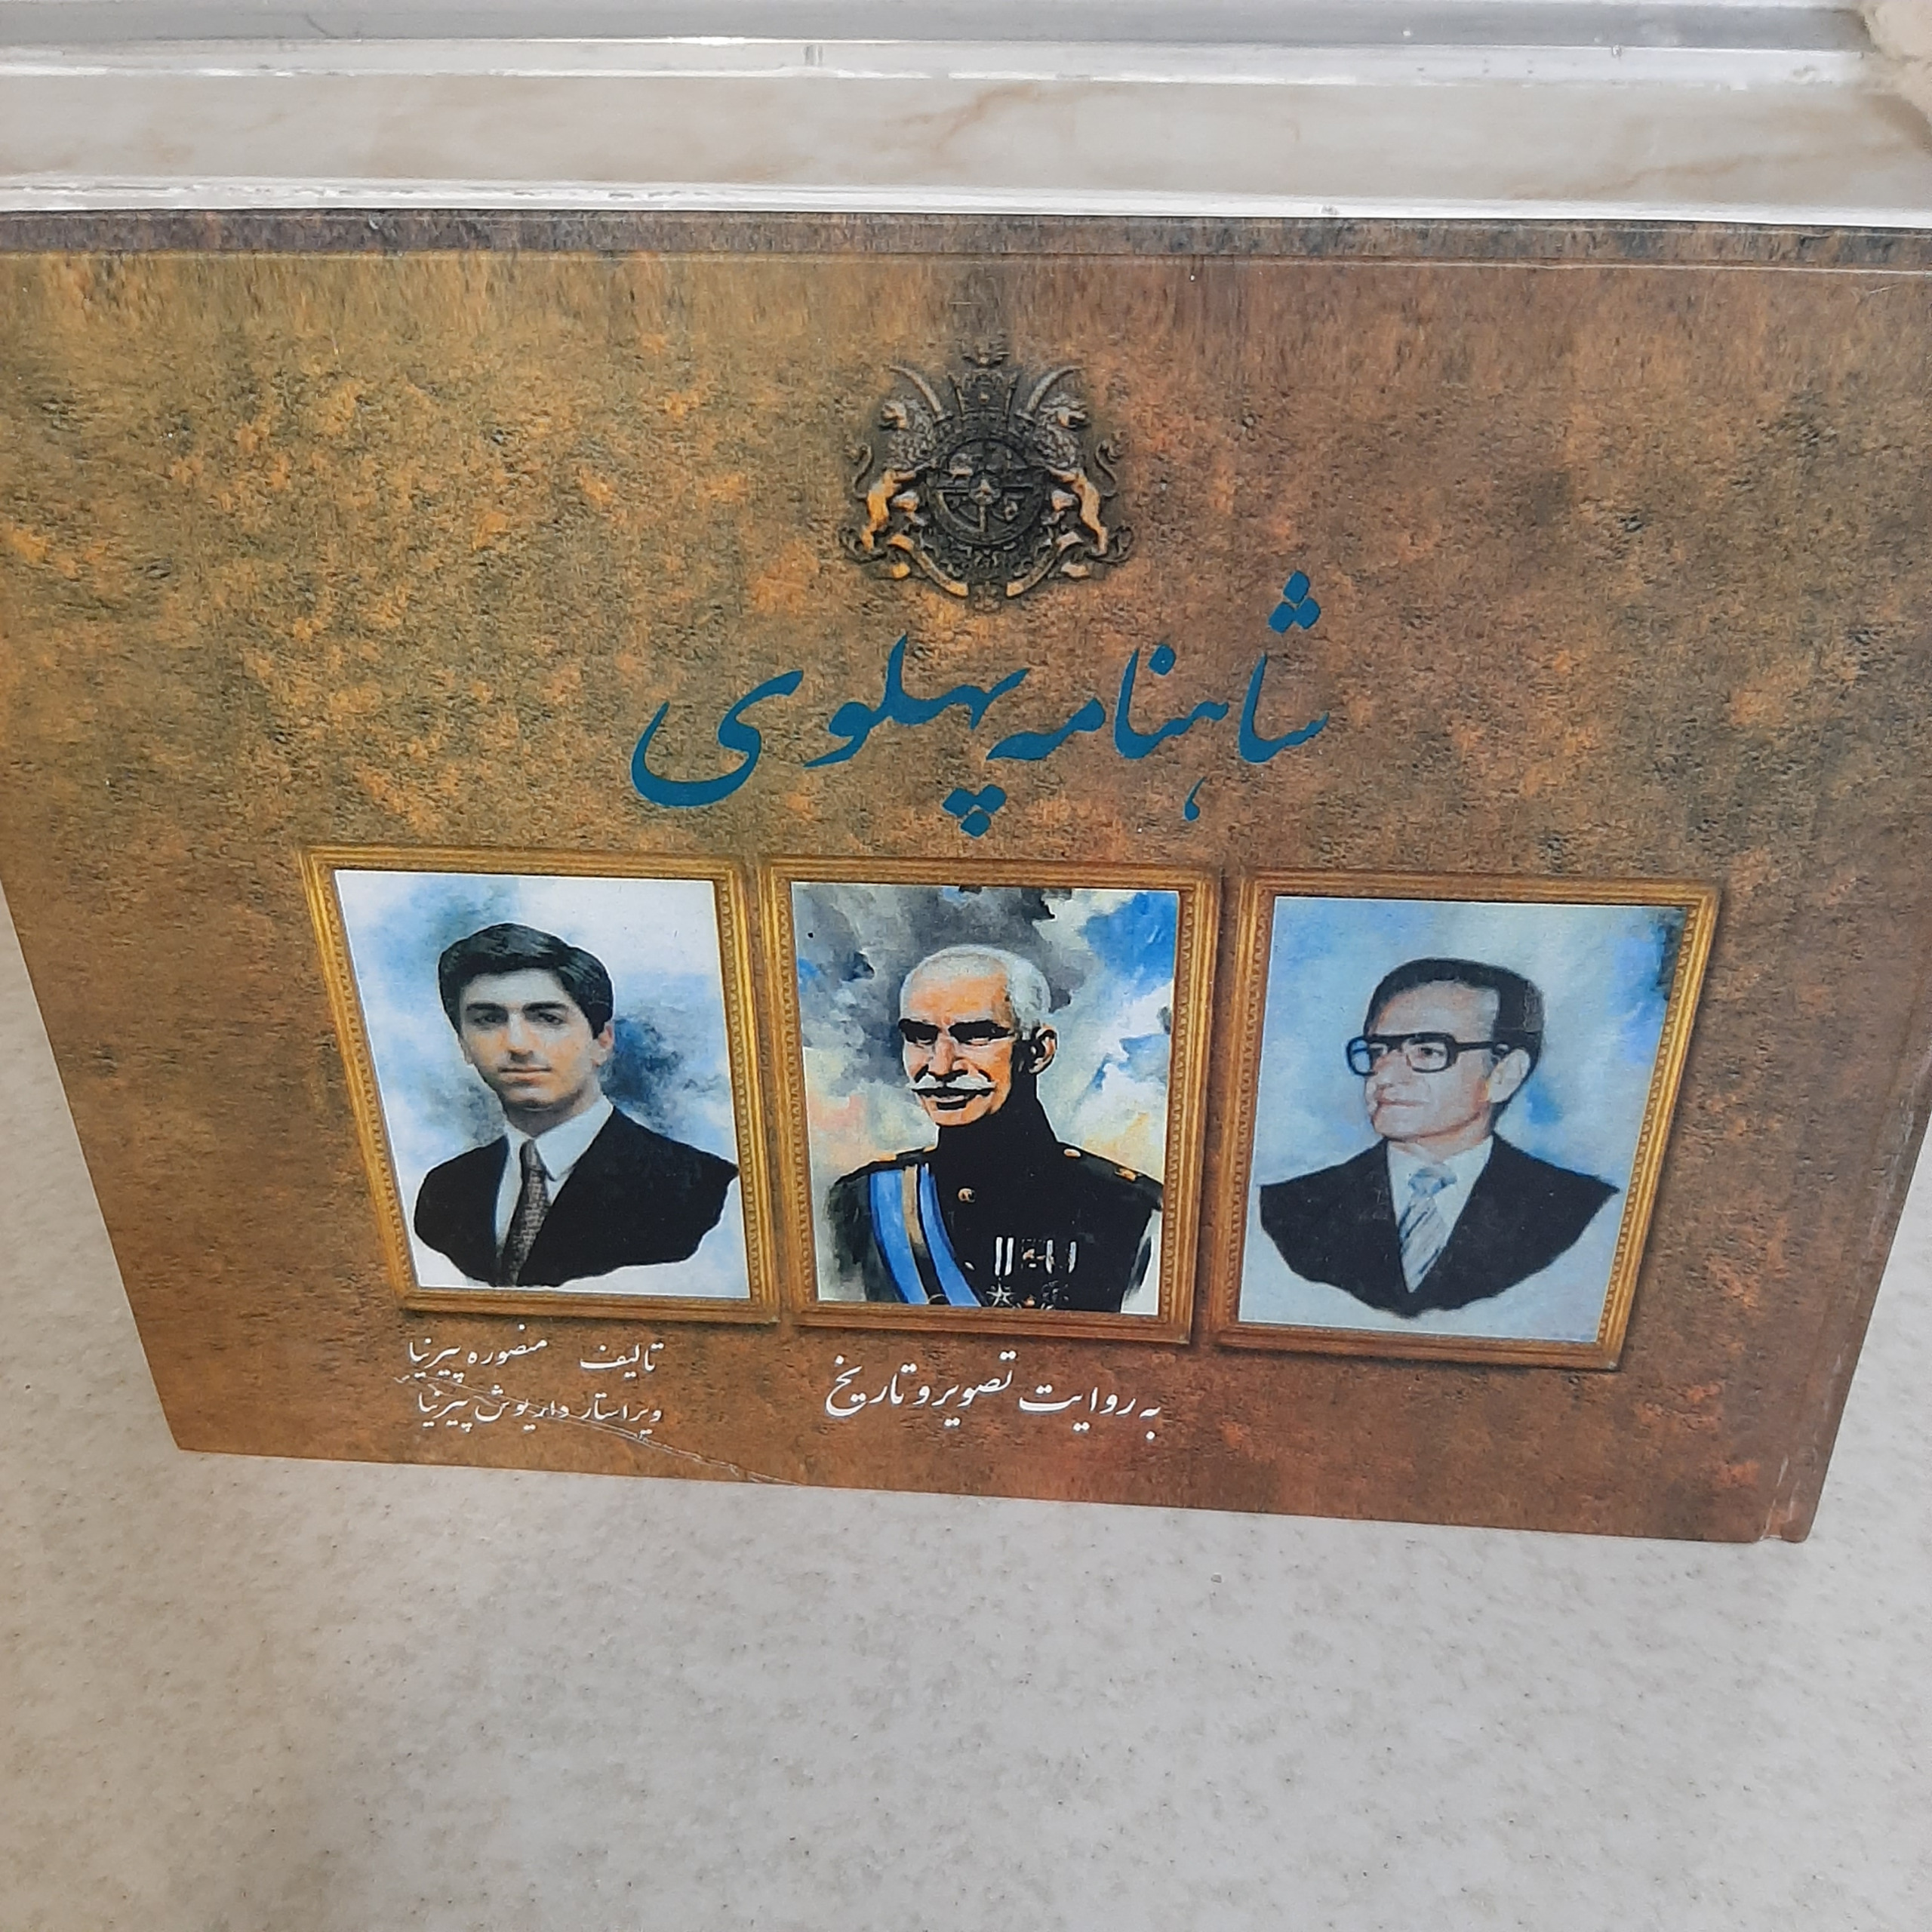 شاهنامه پهلوی
به روایت تصویر و تاریخ
تالیف منصوره پیرنیا
ویراستار داریوش پیرنیا